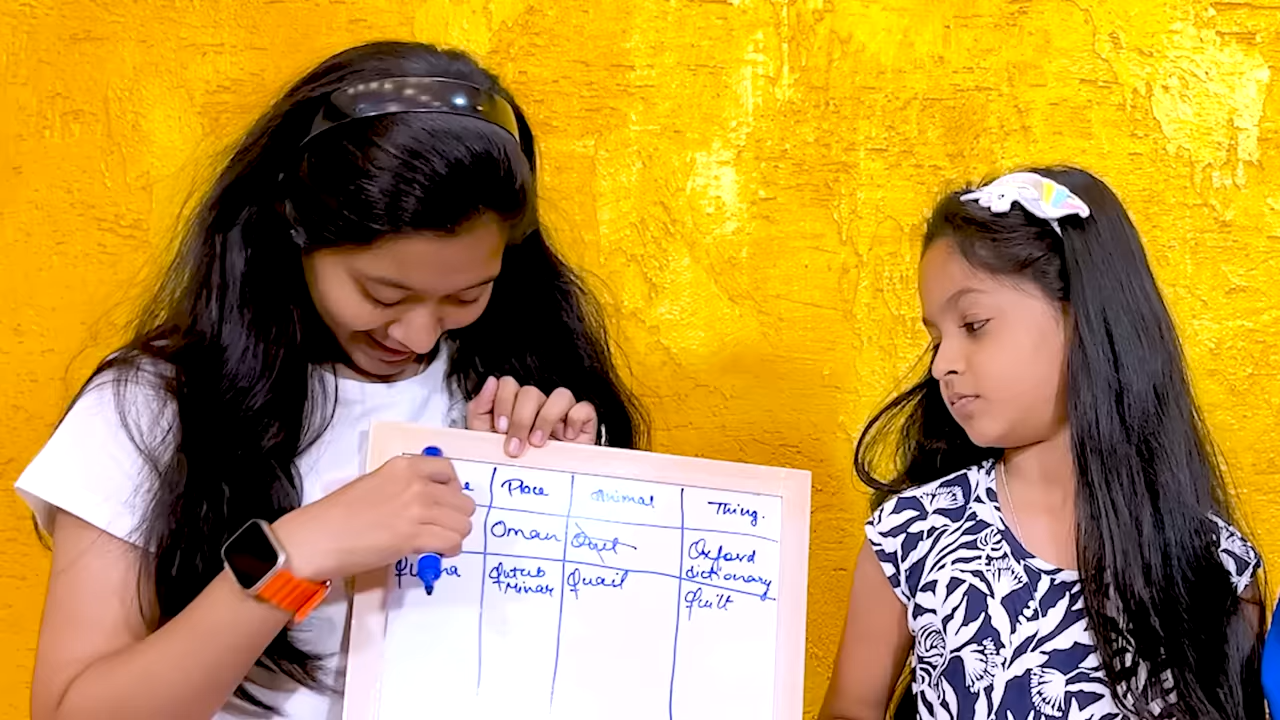 Place Animal Thing.
Oman Owl Oxford
dictionary
Qutub Quail Quilt
Minar